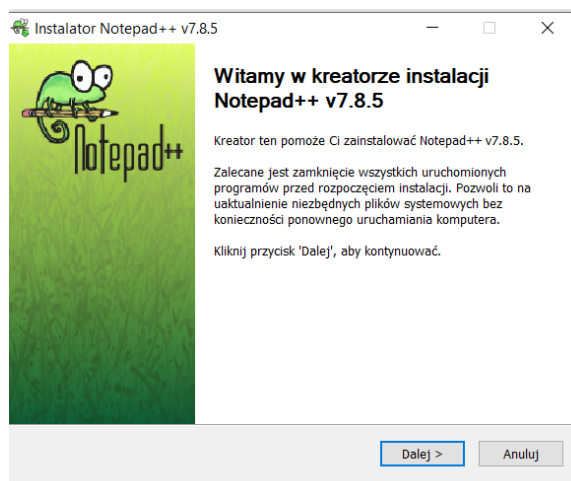 Instalator Notepad++ v7.8.5
Notepad++
Witamy w kreatorze instalacji
Notepad++ v7.8.5
Kreator ten pomoże Ci zainstalować Notepad++ v7.8.5.
Zalecane jest zamknięcie wszystkich uruchomionych
programów przed rozpoczęciem instalacji. Pozwoli to na
uaktualnienie niezbędnych plików systemowych bez
konieczności ponownego uruchamiania komputera.
Kliknij przycisk 'Dalej', aby kontynuować.
Dalej >
Anuluj